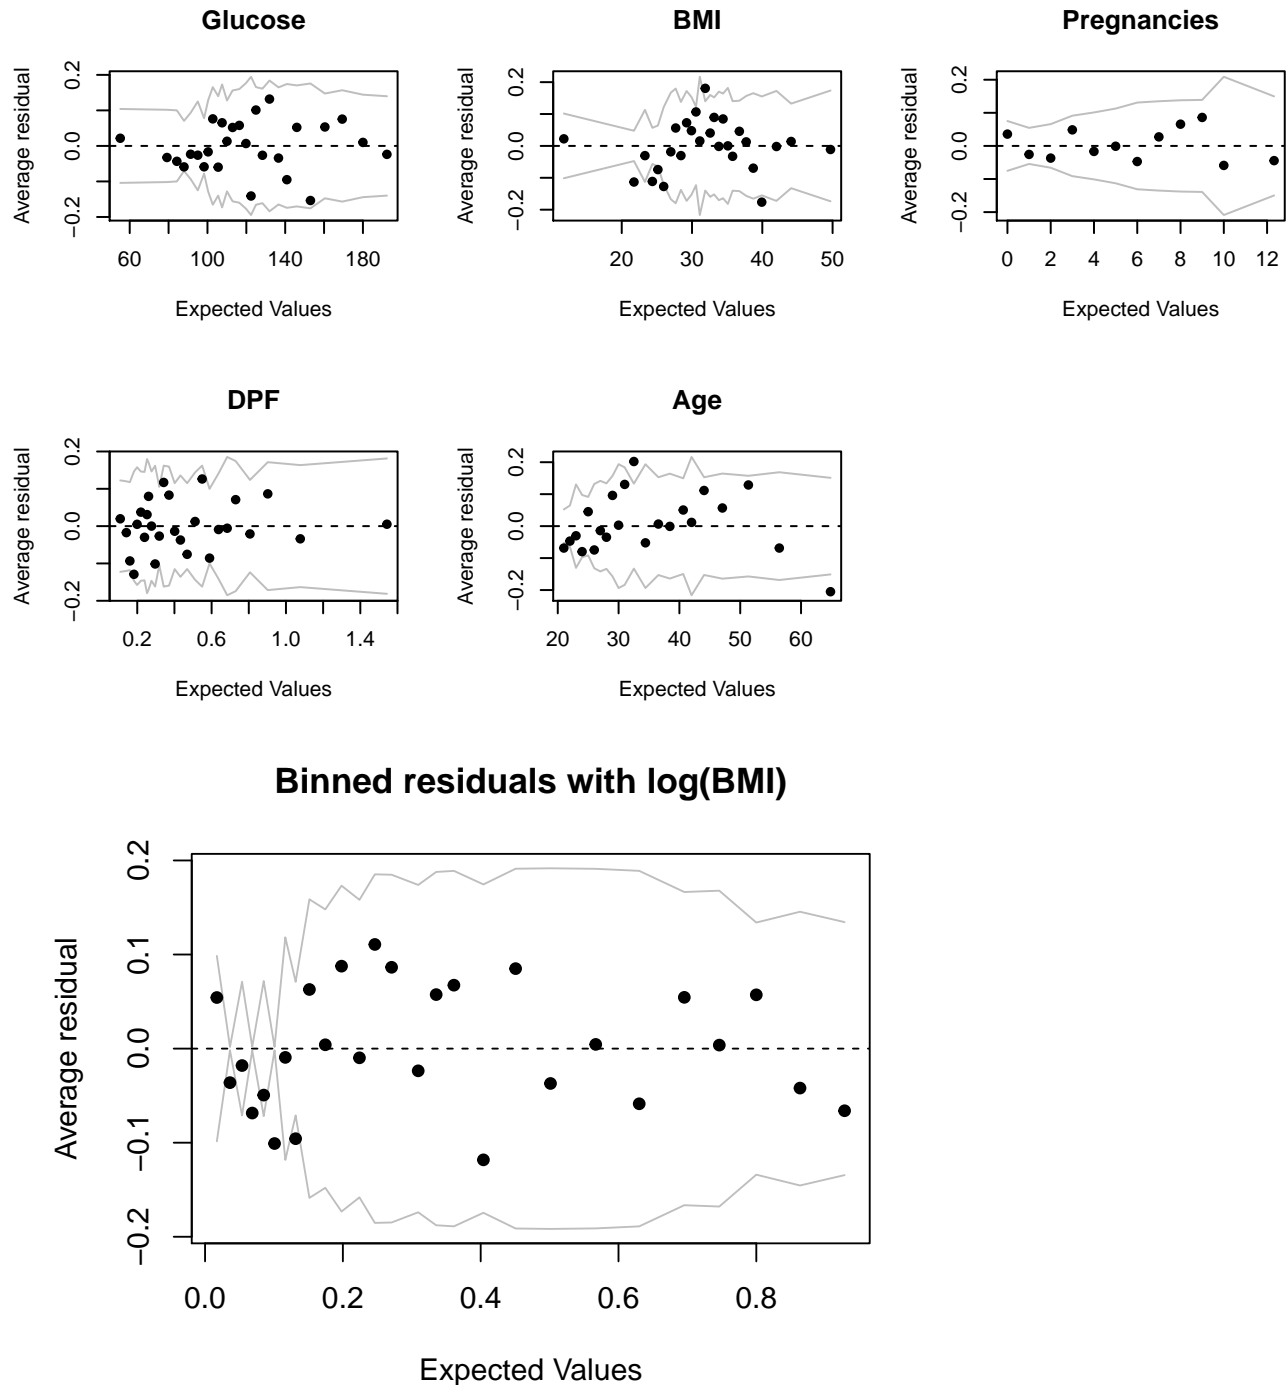 Glucose
BMI
Pregnancies
Average residual
0.2
0.0
−0.2
60
100
140
180
Expected Values
Average residual
0.2
0.0
−0.2
20
30
40
50
Expected Values
Average residual
0.2
0.0
−0.2
0
2
4
6
8
10
12
Expected Values
DPF
Age
Average residual
0.2
0.0
−0.2
0.2
0.6
1.0
1.4
Expected Values
Average residual
0.2
0.0
−0.2
20
30
40
50
60
Expected Values
Binned residuals with log(BMI)
Average residual
0.2
0.1
0.0
−0.1
−0.2
0.0
0.2
0.4
0.6
0.8
Expected Values